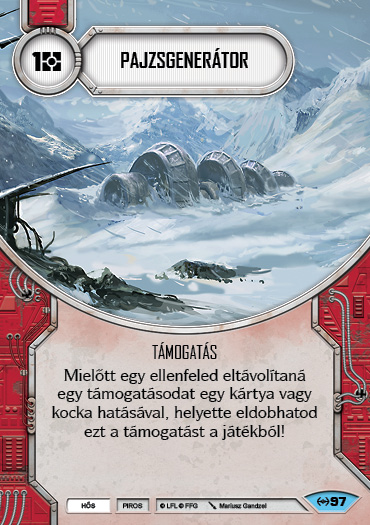 1
PAJZSGENERÁTOR
TÁMOGATÁS
Mielőtt egy ellenfeled eltávolítaná
egy támogatásodat egy kártya vagy
kocka hatásával, helyette eldobhatod
ezt a támogatást a játékból!
HŐS PIROS © LFL © FFG Mariusz Gandzel 97